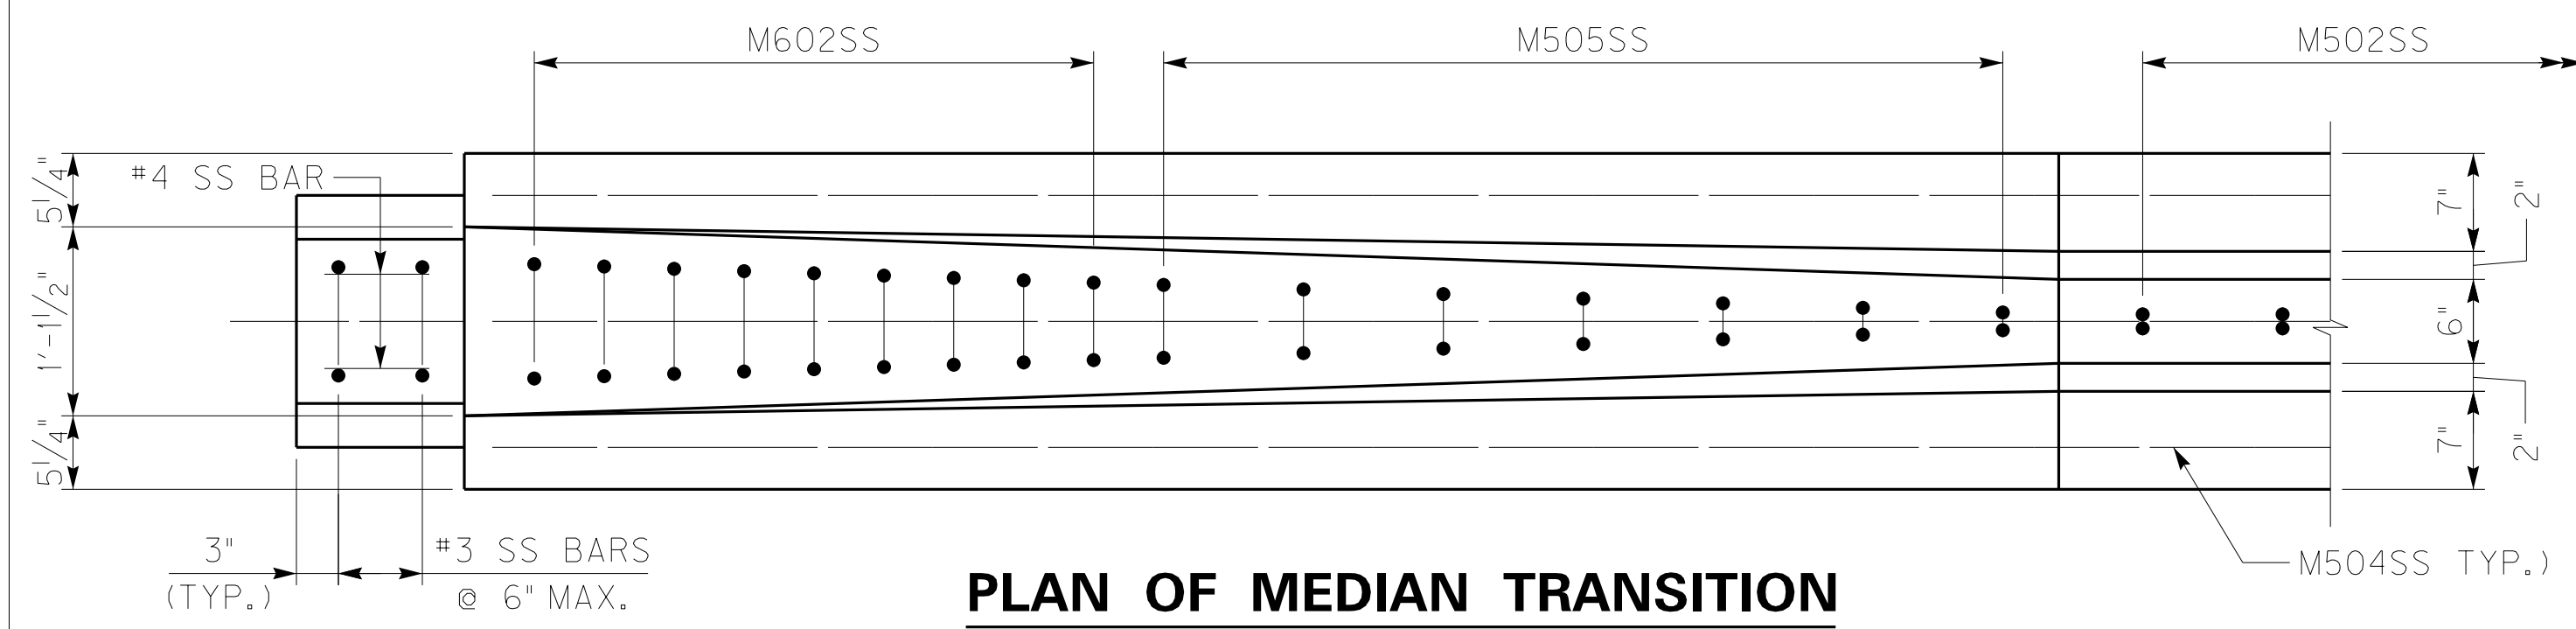 M602SS
M505SS
M502SS
5 1/4"
#4 SS BAR
7"
2"
1'-1 1/2"
6"
5 1/4"
7"
2"
3"
(TYP.)
#3 SS BARS
@ 6" MAX.
M504SS TYP.)
PLAN OF MEDIAN TRANSITION